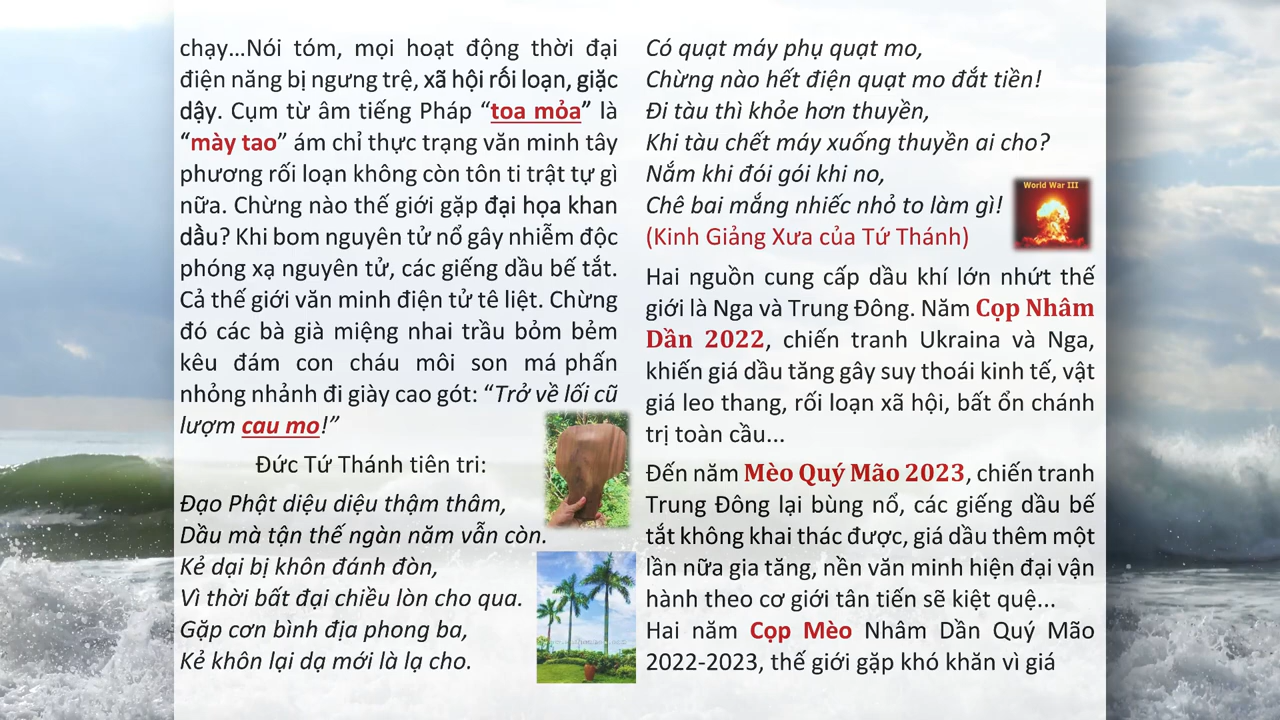 chạy...Nói tóm, mọi hoạt động thời đại
điện năng bị ngưng trệ, xã hội rối loạn, giặc
dậy. Cụm từ âm tiếng Pháp “toa mỏa” là
“mày tao” ám chỉ thực trạng văn minh tây
phương rối loạn không còn tôn ti trật tự gì
nữa. Chừng nào thế giới gặp đại họa khan
dầu? Khi bom nguyên tử nổ gây nhiễm độc
phóng xạ nguyên tử, các giếng dầu bế tắt.
Cả thế giới văn minh điện tử tê liệt. Chừng
đó các bà già miệng nhai trầu bỏm bẻm
kêu đám con cháu môi son má phấn
nhỏng nhảnh đi giày cao gót: “Trở về lối cũ
lượm cau mo!”
Đức Tứ Thánh tiên tri:
Đạo Phật diệu diệu thậm thâm,
Dầu mà tận thế ngàn năm vẫn còn.
Kẻ dại bị khôn đánh đòn,
Vì thời bất đại chiều lòn cho qua.
Gặp cơn bình địa phong ba,
Kẻ khôn lại dạ mới là lạ cho.
Có quạt máy phụ quạt mo,
Chừng nào hết điện quạt mo đắt tiền!
Đi tàu thì khỏe hơn thuyền,
Khi tàu chết máy xuống thuyền ai cho?
Nắm khi đói gói khi no,
Chê bai mắng nhiếc nhỏ to làm gì!
(Kinh Giảng Xưa của Tứ Thánh)
World War III
Hai nguồn cung cấp dầu khí lớn nhứt thế
giới là Nga và Trung Đông. Năm Cọp Nhâm
Dần 2022, chiến tranh Ukraina và Nga,
khiến giá dầu tăng gây suy thoái kinh tế, vật
giá leo thang, rối loạn xã hội, bất ổn chánh
trị toàn cầu...
Đến năm Mèo Quý Mão 2023, chiến tranh
Trung Đông lại bùng nổ, các giếng dầu bế
tắt không khai thác được, giá dầu thêm một
lần nữa gia tăng, nền văn minh hiện đại vận
hành theo cơ giới tân tiến sẽ kiệt quệ...
Hai năm Cọp Mèo Nhâm Dần Quý Mão
2022-2023, thế giới gặp khó khăn vì giá